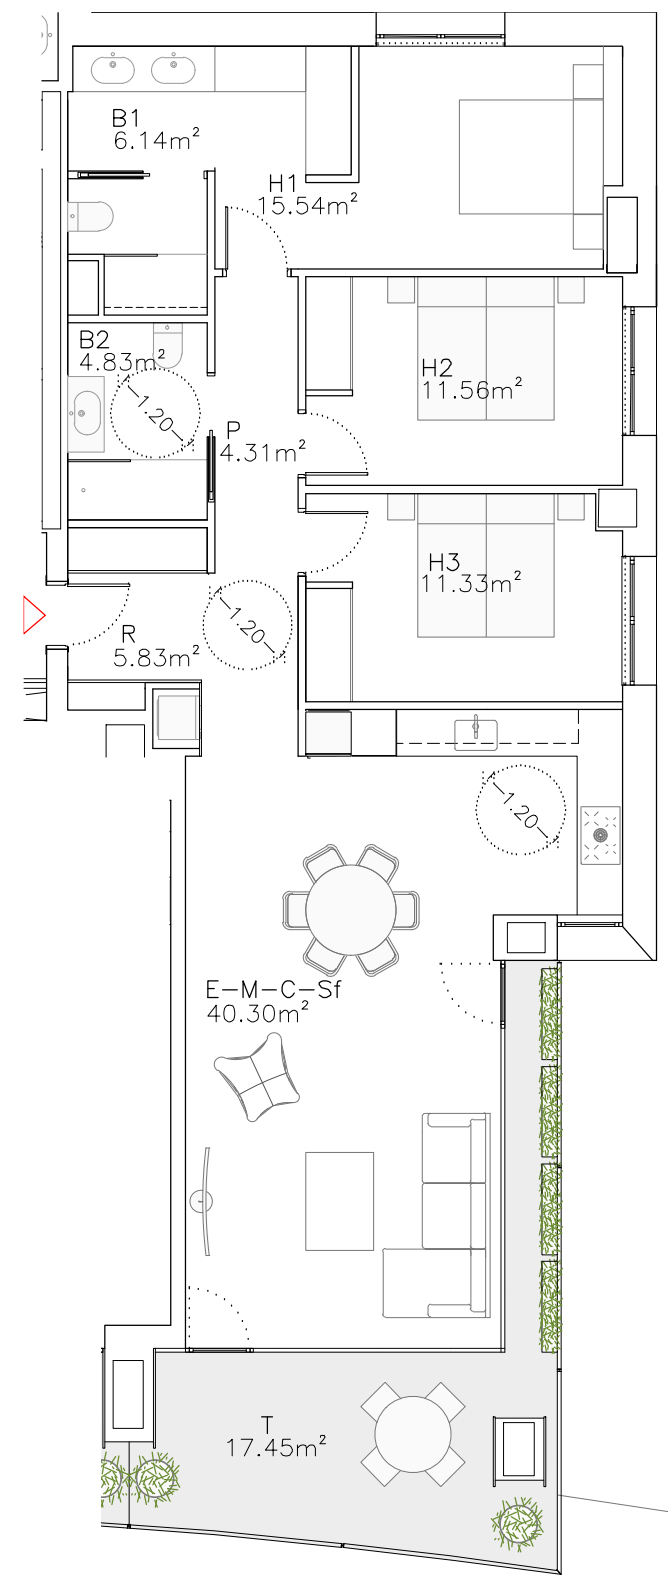 B1
6.14m²
H1
15.54m²
B2
4.83m²
1.20
H2
11.56m²
P
4.31m²
H3
11.33m²
1.20
R
5.83m²
1.20
E-M-C-Sf
40.30m²
T
17.45m²